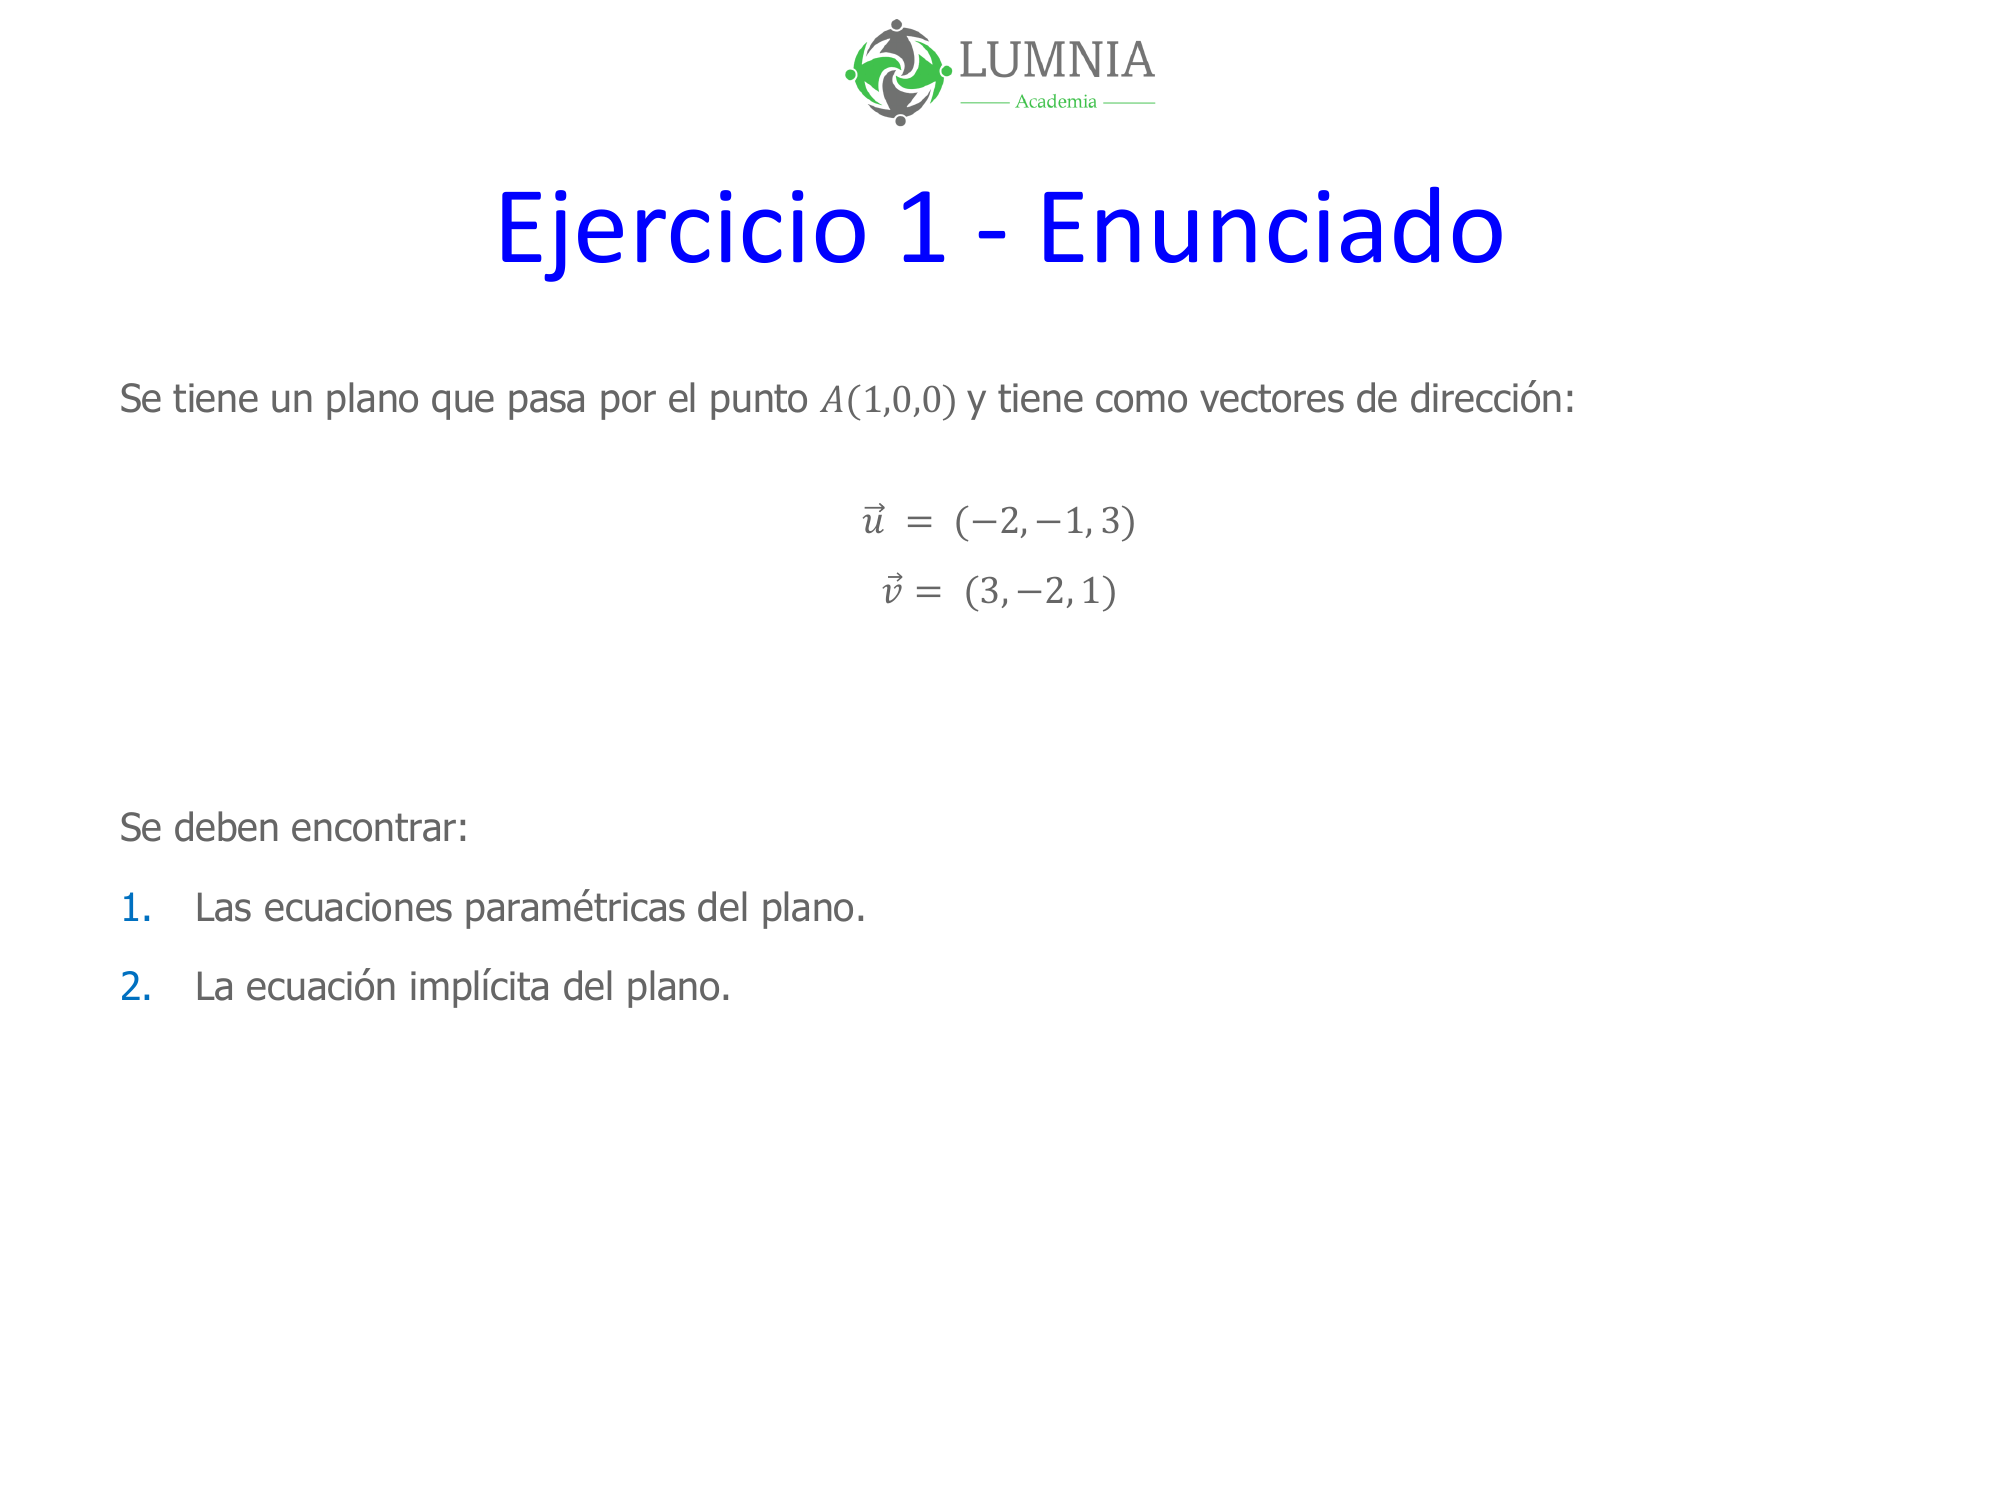 LUMNIA
Academia
Ejercicio 1 - Enunciado
Se tiene un plano que pasa por el punto A(1,0,0) y tiene como vectores de dirección:
u⃗ = (−2,−1,3)
v⃗ = (3,−2,1)
Se deben encontrar:
1. Las ecuaciones paramétricas del plano.
2. La ecuación implícita del plano.